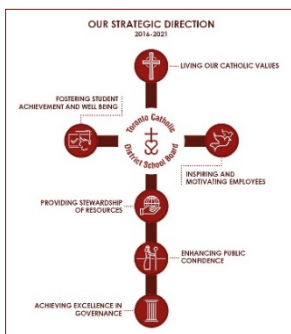 OUR STRATEGIC DIRECTION
2016-2021
LIVING OUR CATHOLIC VALUES
FOSTERING STUDENT
ACHIEVEMENT AND WELL BEING
Toronto Catholic
District School Board
INSPIRING AND
MOTIVATING EMPLOYEES
PROVIDING STEWARDSHIP
OF RESOURCES
ENHANCING PUBLIC
CONFIDENCE
ACHIEVING EXCELLENCE IN
GOVERNANCE